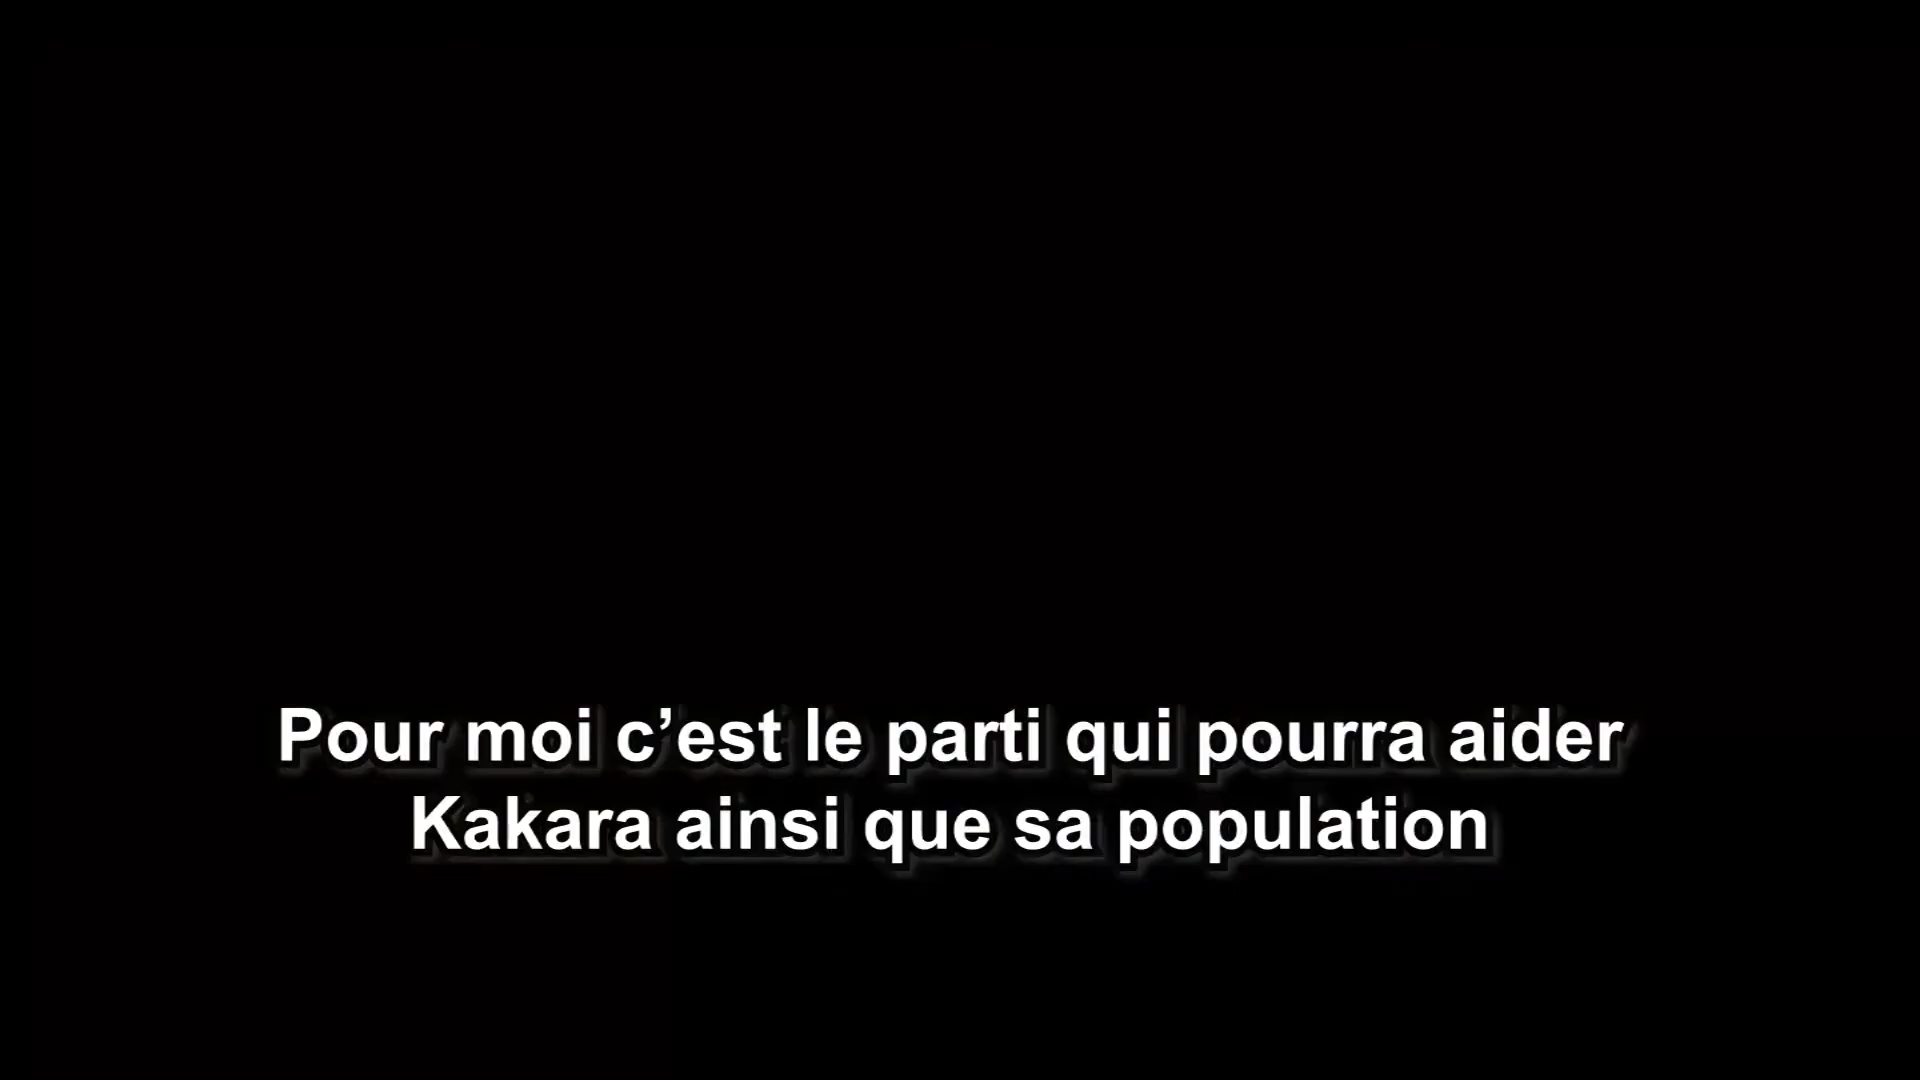 Pour moi c’est le parti qui pourra aider
Kakara ainsi que sa population